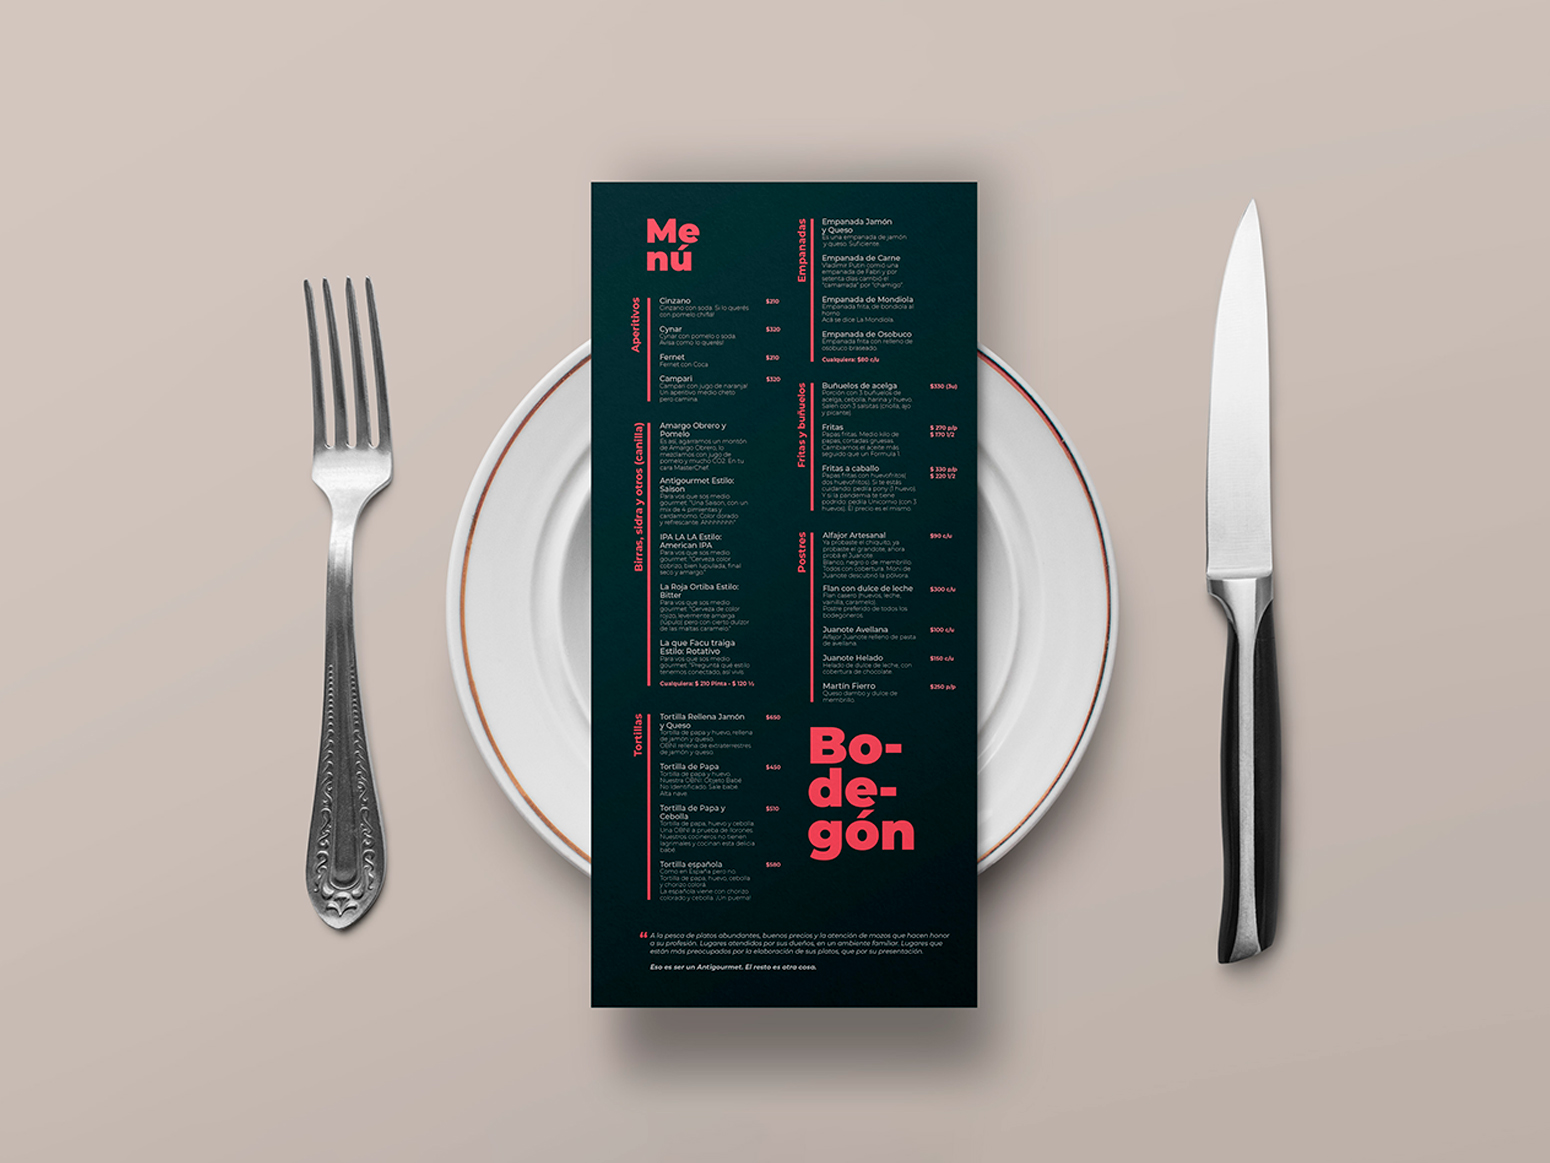 Me
nú
Aperitivos
Cinzano $210
Cinzano con soda. Si lo querés
con pomelo chiflá!
Cynar $320
Cynar con pomelo o soda.
Avisa como lo querés!
Fernet $210
Fernet con Coca
Campari $320
Campari con jugo de naranja!
Un aperitivo medio cheto
pero camina.
Birras, sidra y otros (canilla)
Amargo Obrero y
Pomelo
Es así, agarramos un montón
de Amargo Obrero, lo
mezclamos con jugo de
pomelo y mucho CO2. En tu
cara MasterChef.
Antigourmet Estilo:
Saison
Para vos que sos medio
gourmet: "Una Saison, con un
mix de 4 pimientas y
cardamomo. Color dorado
y refrescante. Ahhhhhhh"
IPA LA LA Estilo:
American IPA
Para vos que sos medio
gourmet: "Cerveza color
cobrizo, bien lupulada, final
seco y amargo"
La Roja Ortiba Estilo:
Bitter
Para vos que sos medio
gourmet: "Cerveza de color
rojizo, levemente amarga
(lúpulo) pero con cierto dulzor
de las maltas caramelo."
La que Facu traiga
Estilo: Rotativo
Para vos que sos medio
gourmet: "Preguntá qué estilo
tenemos conectado, así vivís.
Cualquiera: $ 210 Pinta - $ 120 ½
Tortillas
Tortilla Rellena Jamón $650
y Queso
Tortilla de papa y huevo, rellena
de jamón y queso.
OBNI rellena de extraterrestres
de jamón y queso.
Tortilla de Papa $450
Tortilla de papa y huevo.
Nuestra OBNI: Objeto Babé
No Identificado. Sale babé.
Alta nave.
Tortilla de Papa y $510
Cebolla
Tortilla de papa, huevo y cebolla.
Una OBNI a prueba de llorones.
Nuestros cocineros no tienen
lagrimales y cocinan esta delicia
babé.
Tortilla española $580
Como en España pero no.
Tortilla de papa, huevo, cebolla
y chorizo colorá.
La española viene con chorizo
colorado y cebolla. ¡Un puema!
Empanadas
Empanada Jamón
y Queso
Es una empanada de jamón
y queso. Suficiente.
Empanada de Carne
Vladimir Putin comió una
empanada de Fabri y por
setenta días cambió el
"camarrada" por "chamigo".
Empanada de Mondiola
Empanada frita, de bondiola al
horno.
Acá se dice La Mondiola.
Empanada de Osobuco
Empanada frita con relleno de
osobuco braseado.
Cualquiera: $80 c/u
Fritas y buñuelos
Buñuelos de acelga $330 (3u)
Porción con 3 buñuelos de
acelga, cebolla, harina y huevo.
Salen con 3 salsitas (criolla, ajo
y picante).
Fritas $ 270 p/p
$ 170 1/2
Papas fritas. Medio kilo de
papas, cortadas gruesas.
Cambiamos el aceite más
seguido que un Formula 1.
Fritas a caballo $ 330 p/p
$ 220 1/2
Papas fritas con huevofrito(
dos huevofritos). Si te estás
cuidando, pedila pony (1 huevo).
Y si la pandemia te tiene
podrido, pedila Unicornio (con 3
huevos). El precio es el mismo.
Postres
Alfajor Artesanal $90 c/u
Ya probaste el chiquito, ya
probaste el grandote, ahora
probá el Juanote.
Blanco, negro o de membrillo.
Todos con cobertura. Moni de
Juanote descubrió la pólvora.
Flan con dulce de leche $300 c/u
Flan casero (huevos, leche,
vainilla, caramelo).
Postre preferido de todos los
bodegoneros.
Juanote Avellana $100 c/u
Alfajor Juanote relleno de pasta
de avellana.
Juanote Helado $150 c/u
Helado de dulce de leche, con
cobertura de chocolate.
Martín Fierro $250 p/p
Queso dambo y dulce de
membrillo.
Bo-
de-
gón
“ A la pesca de platos abundantes, buenos precios y la atención de mozos que hacen honor
a su profesión. Lugares atendidos por sus dueños, en un ambiente familiar. Lugares que
están más preocupados por la elaboración de sus platos, que por su presentación.
Eso es ser un Antigourmet. El resto es otra cosa.